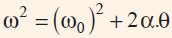 ω² = (ω₀)² + 2α.θ